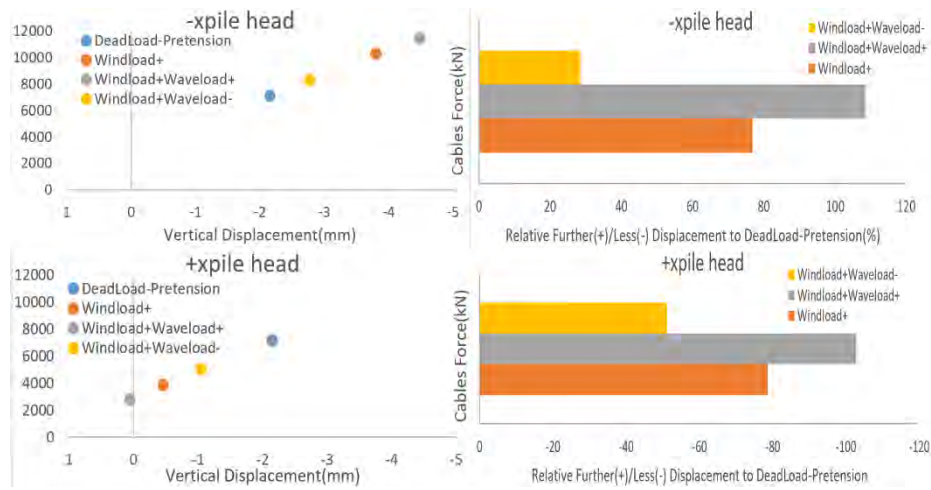 -xpile head
12000
10000
8000
6000
4000
2000
0
DeadLoad-Pretension
Windload+
Windload+Waveload+
Windload+Waveload-
1 0 -1 -2 -3 -4 -5
Vertical Displacement(mm)
-xpile head
Cables Force(kN)
Windload+Waveload-
Windload+Waveload+
Windload+
0 20 40 60 80 100 120
Relative Further(+)/Less(-) Displacement to DeadLoad-Pretension(%)
+xpile head
12000
10000
8000
6000
4000
2000
0
DeadLoad-Pretension
Windload+
Windload+Waveload+
Windload+Waveload-
1 0 -1 -2 -3 -4 -5
Vertical Displacement(mm)
+xpile head
Cables Force(kN)
Windload+Waveload-
Windload+Waveload+
Windload+
0 -20 -40 -60 -80 -100 -120
Relative Further(+)/Less(-) Displacement to DeadLoad-Pretension